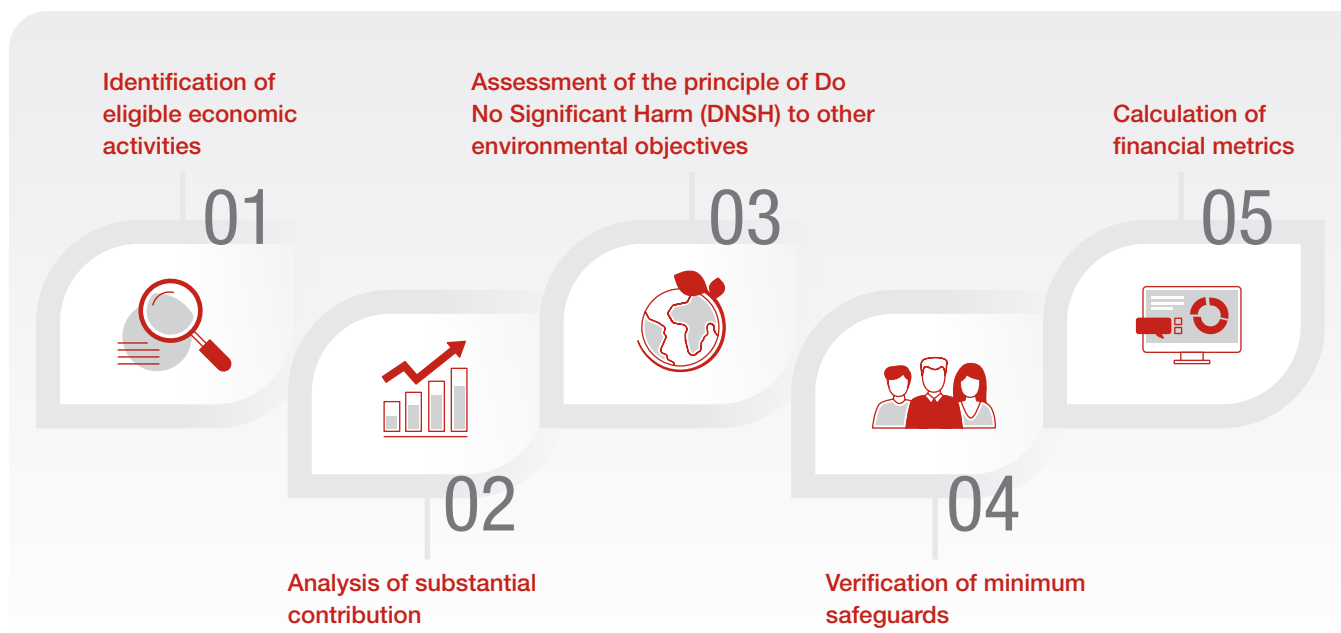 Identification of
eligible economic
activities
01
Analysis of substantial
contribution
02
Assessment of the principle of Do
No Significant Harm (DNSH) to other
environmental objectives
03
Verification of minimum
safeguards
04
Calculation of
financial metrics
05